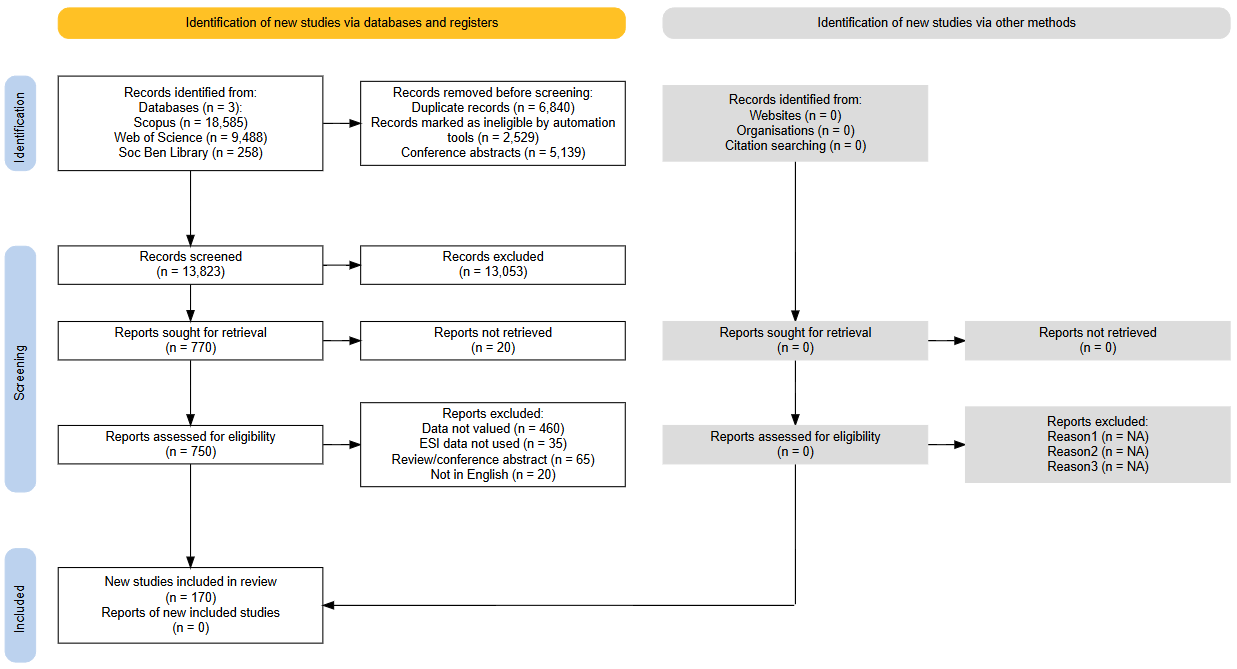 Identification of new studies via databases and registers
Identification of new studies via other methods
Identification
Records identified from:
Databases (n = 3):
Scopus (n = 18,585)
Web of Science (n = 9,488)
Soc Ben Library (n = 258)
Records removed before screening:
Duplicate records (n = 6,840)
Records marked as ineligible by automation
tools (n = 2,529)
Conference abstracts (n = 5,139)
Records identified from:
Websites (n = 0)
Organisations (n = 0)
Citation searching (n = 0)
Screening
Records screened
(n = 13,823)
Records excluded
(n = 13,053)
Reports sought for retrieval
(n = 770)
Reports not retrieved
(n = 20)
Reports sought for retrieval
(n = 0)
Reports not retrieved
(n = 0)
Reports assessed for eligibility
(n = 750)
Reports excluded:
Data not valued (n = 460)
ESI data not used (n = 35)
Review/conference abstract (n = 65)
Not in English (n = 20)
Reports assessed for eligibility
(n = 0)
Reports excluded:
Reason1 (n = NA)
Reason2 (n = NA)
Reason3 (n = NA)
Included
New studies included in review
(n = 170)
Reports of new included studies
(n = 0)